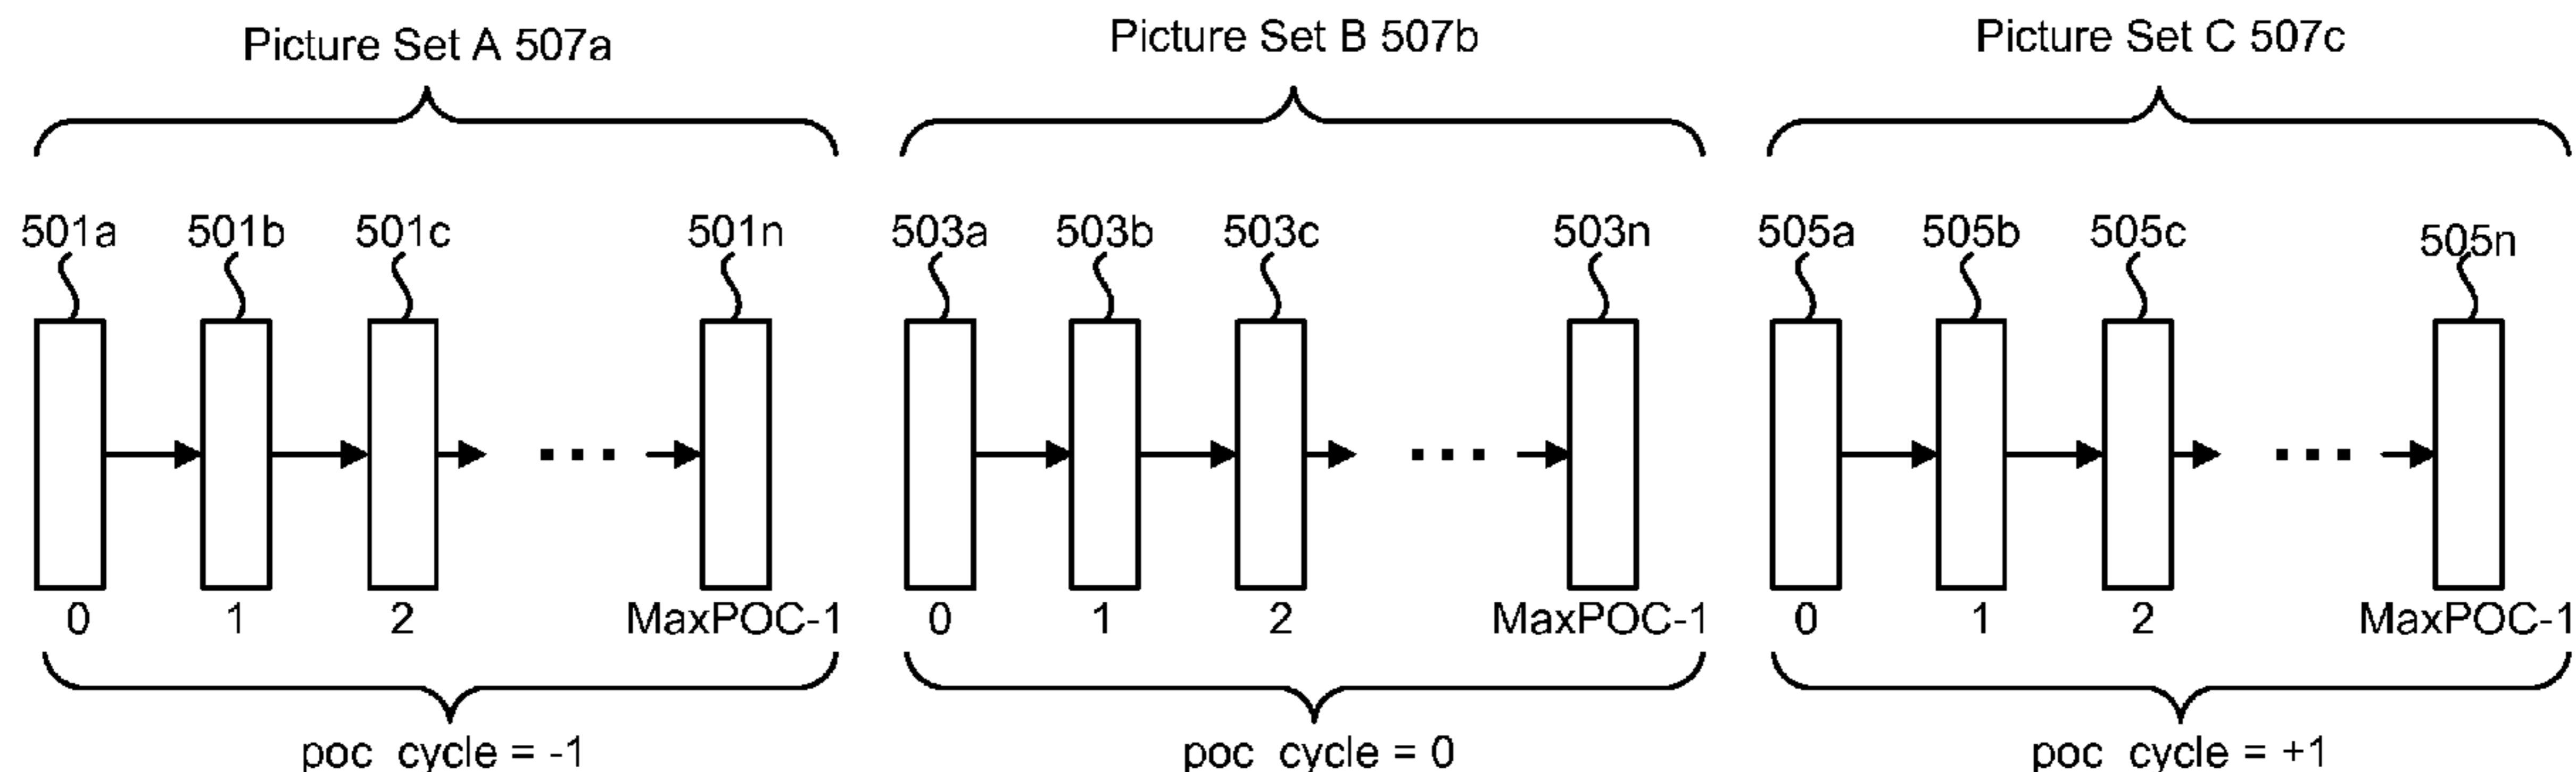 Picture Set A 507a
Picture Set B 507b
Picture Set C 507c
501a 501b 501c 501n 503a 503b 503c 503n 505a 505b 505c 505n
0 1 2 MaxPOC-1 0 1 2 MaxPOC-1 0 1 2 MaxPOC-1
poc_cycle = -1
poc_cycle = 0
poc_cycle = +1